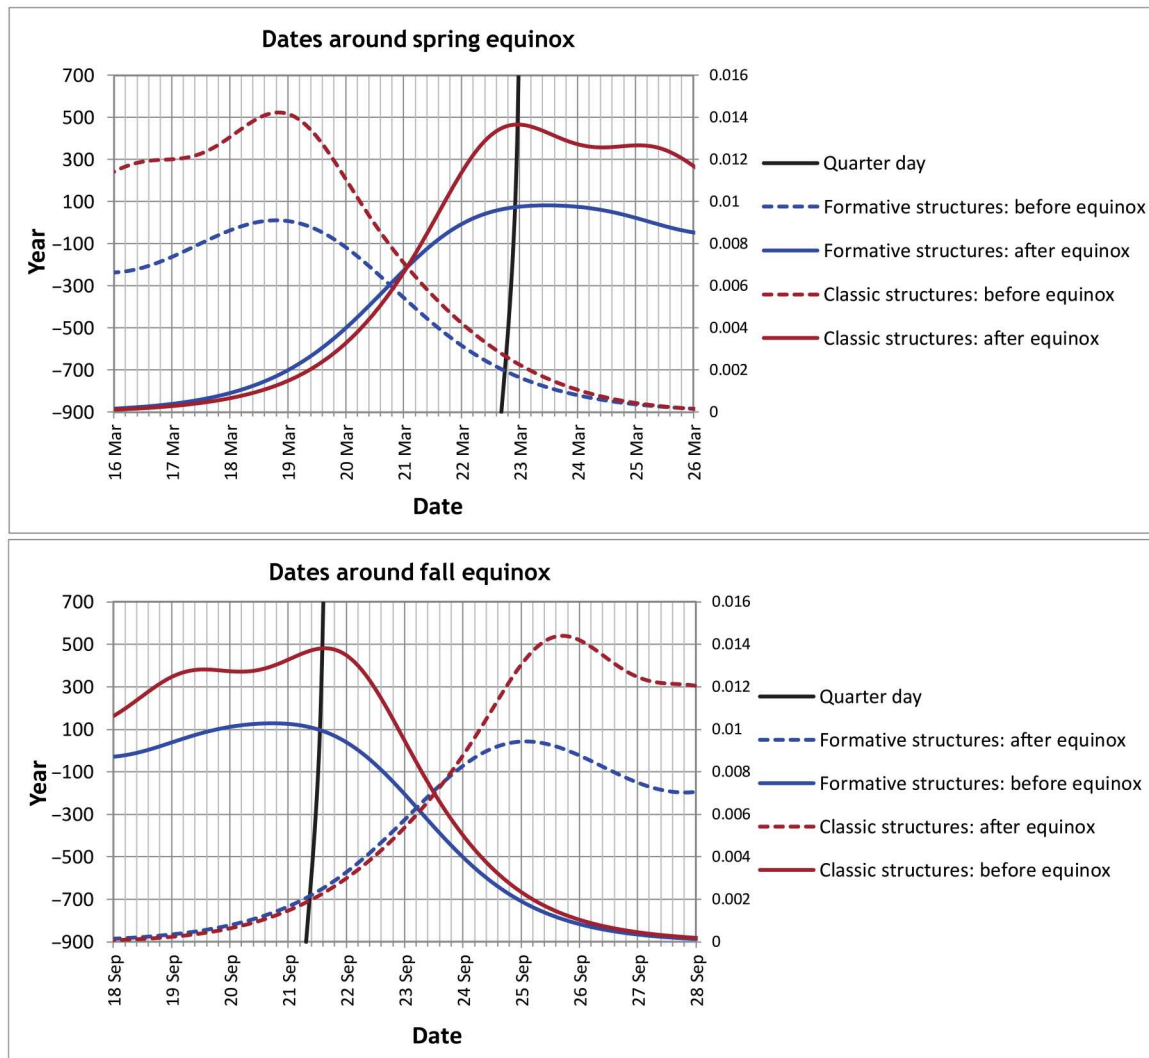 Dates around spring equinox
700
500
300
100
−100
−300
−500
−700
−900
Year
0.016
0.014
0.012
0.01
0.008
0.006
0.004
0.002
0
16 Mar
17 Mar
18 Mar
19 Mar
20 Mar
21 Mar
22 Mar
23 Mar
24 Mar
25 Mar
26 Mar
Date
Quarter day
Formative structures: before equinox
Formative structures: after equinox
Classic structures: before equinox
Classic structures: after equinox
Dates around fall equinox
700
500
300
100
−100
−300
−500
−700
−900
Year
0.016
0.014
0.012
0.01
0.008
0.006
0.004
0.002
0
18 Sep
19 Sep
20 Sep
21 Sep
22 Sep
23 Sep
24 Sep
25 Sep
26 Sep
27 Sep
28 Sep
Date
Quarter day
Formative structures: after equinox
Formative structures: before equinox
Classic structures: after equinox
Classic structures: before equinox